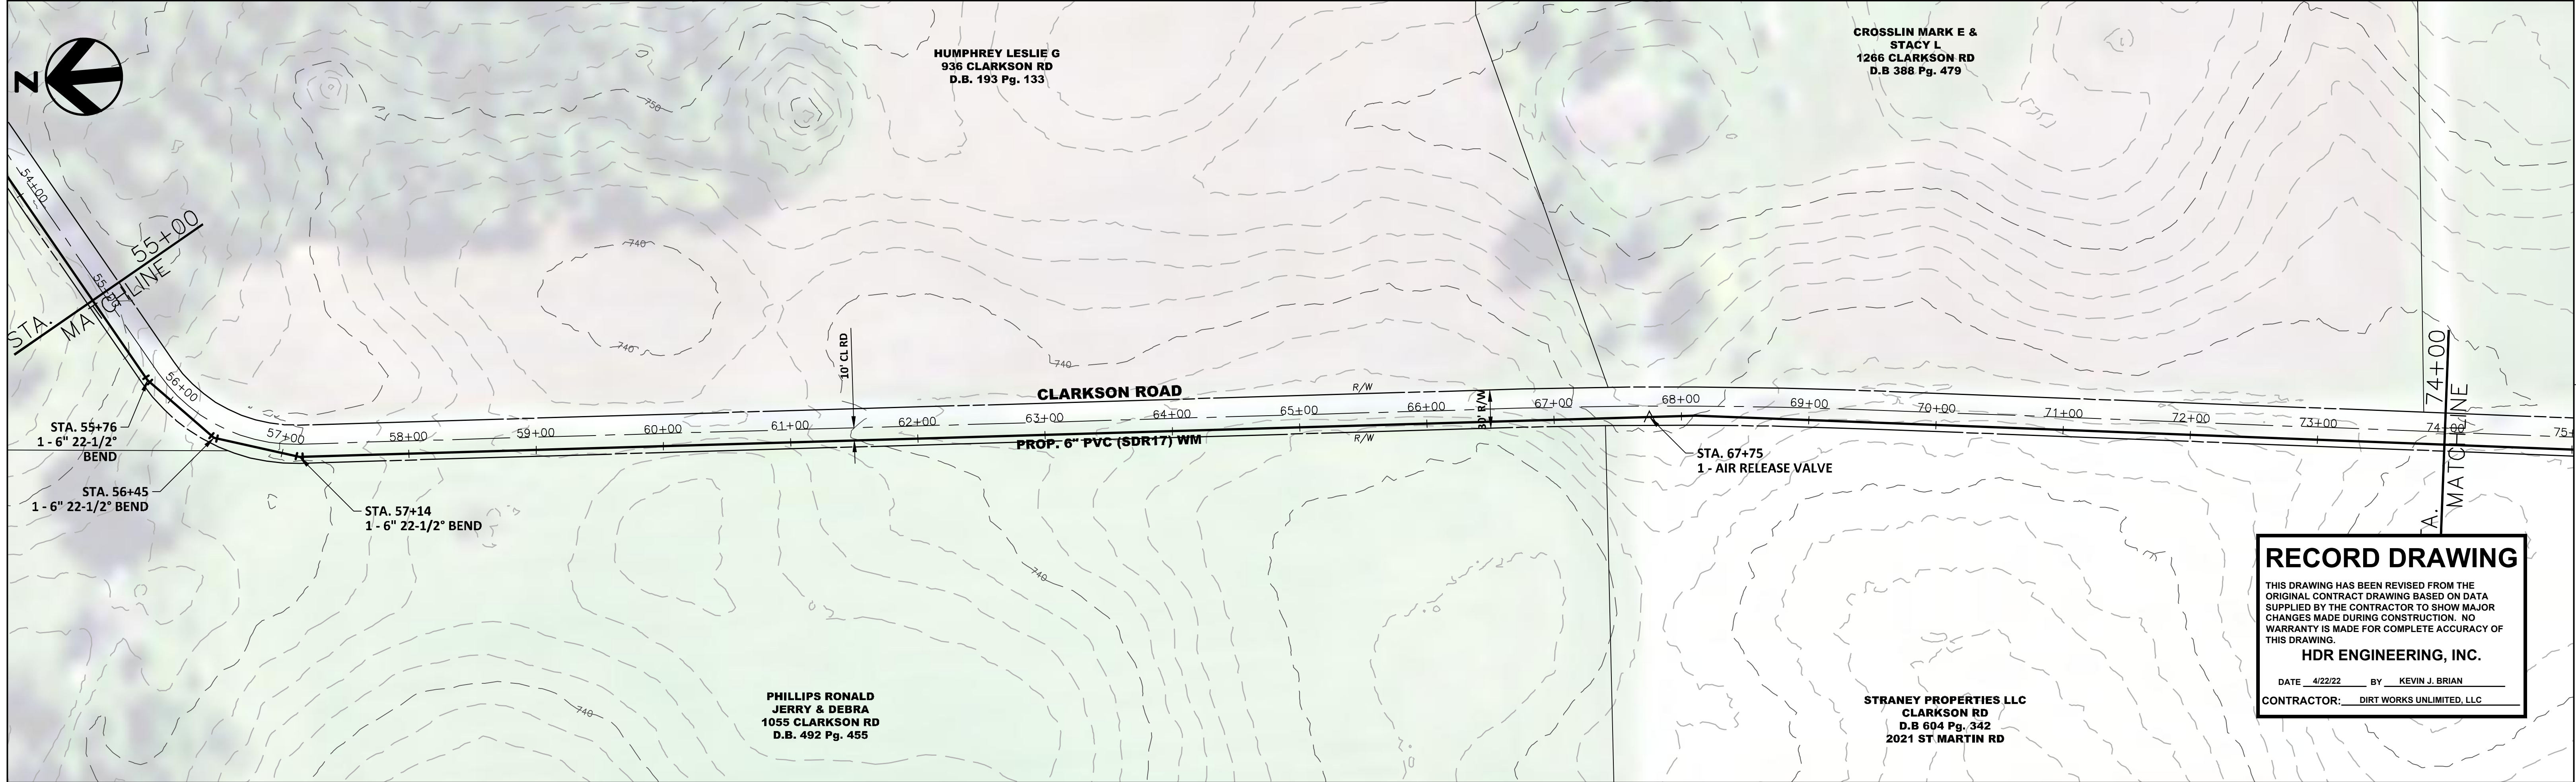 N
HUMPHREY LESLIE G
936 CLARKSON RD
D.B. 193 Pg. 133
CROSSLIN MARK E &
STACY L
1266 CLARKSON RD
D.B 388 Pg. 479
750
740
740
740
740
740
54+00
55+00
STA. 55+00
MATCHLINE
56+00
57+00
58+00
59+00
60+00
61+00
62+00
63+00
64+00
65+00
66+00
67+00
68+00
69+00
70+00
71+00
72+00
73+00
74+00
75+
10' CL RD
CLARKSON ROAD
R/W
R/W
30' R/W
PROP. 6" PVC (SDR17) WM
STA. 55+76
1 - 6" 22-1/2°
BEND
STA. 56+45
1 - 6" 22-1/2° BEND
STA. 57+14
1 - 6" 22-1/2° BEND
STA. 67+75
1 - AIR RELEASE VALVE
A. 74+00
MATCHLINE
PHILLIPS RONALD
JERRY & DEBRA
1055 CLARKSON RD
D.B. 492 Pg. 455
STRANEY PROPERTIES LLC
CLARKSON RD
D.B 604 Pg. 342
2021 ST MARTIN RD
RECORD DRAWING
THIS DRAWING HAS BEEN REVISED FROM THE
ORIGINAL CONTRACT DRAWING BASED ON DATA
SUPPLIED BY THE CONTRACTOR TO SHOW MAJOR
CHANGES MADE DURING CONSTRUCTION. NO
WARRANTY IS MADE FOR COMPLETE ACCURACY OF
THIS DRAWING.
HDR ENGINEERING, INC.
DATE 4/22/22 BY KEVIN J. BRIAN
CONTRACTOR: DIRT WORKS UNLIMITED, LLC